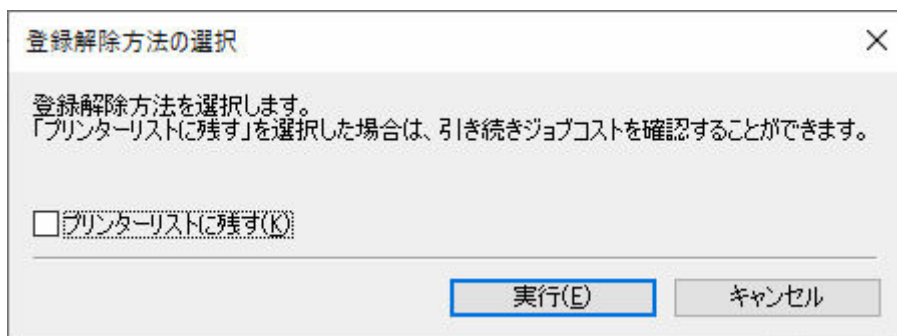 登録解除方法の選択
登録解除方法を選択します。
「プリンターリストに残す」を選択した場合は、引き続きジョブコストを確認することができます。
プリンターリストに残す(K)
実行(E)
キャンセル